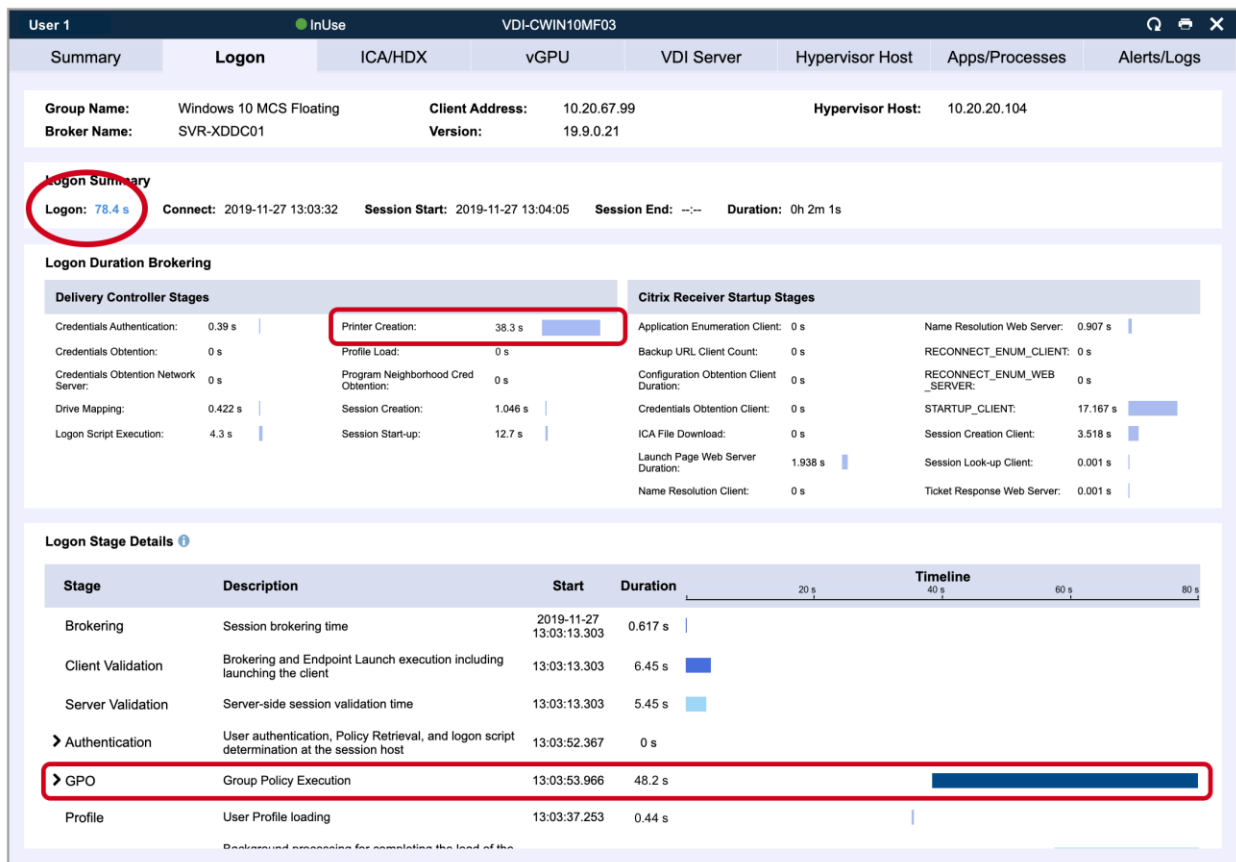 User 1 InUse VDI-CWIN10MF03
Summary Logon ICA/HDX vGPU VDI Server Hypervisor Host Apps/Processes Alerts/Logs
Group Name: Windows 10 MCS Floating Client Address: 10.20.67.99 Hypervisor Host: 10.20.20.104
Broker Name: SVR-XDDC01 Version: 19.9.0.21
Logon Summary
Logon: 78.4 s Connect: 2019-11-27 13:03:32 Session Start: 2019-11-27 13:04:05 Session End: --:-- Duration: 0h 2m 1s
Logon Duration Brokering
Delivery Controller Stages
Credentials Authentication: 0.39 s
Credentials Obtention: 0 s
Credentials Obtention Network
Server: 0 s
Drive Mapping: 0.422 s
Logon Script Execution: 4.3 s
Printer Creation: 38.3 s
Profile Load: 0 s
Program Neighborhood Cred
Obtention: 0 s
Session Creation: 1.046 s
Session Start-up: 12.7 s
Citrix Receiver Startup Stages
Application Enumeration Client: 0 s
Backup URL Client Count: 0 s
Configuration Obtention Client
Duration: 0 s
Credentials Obtention Client: 0 s
ICA File Download: 0 s
Launch Page Web Server
Duration: 1.938 s
Name Resolution Client: 0 s
Name Resolution Web Server: 0.907 s
RECONNECT_ENUM_CLIENT: 0 s
RECONNECT_ENUM_WEB
_SERVER: 0 s
STARTUP_CLIENT: 17.167 s
Session Creation Client: 3.518 s
Session Look-up Client: 0.001 s
Ticket Response Web Server: 0.001 s
Logon Stage Details
Stage Description Start Duration Timeline
20 s 40 s 60 s 80 s
Brokering Session brokering time 2019-11-27
13:03:13.303 0.617 s
Client Validation Brokering and Endpoint Launch execution including
launching the client 13:03:13.303 6.45 s
Server Validation Server-side session validation time 13:03:13.303 5.45 s
Authentication User authentication, Policy Retrieval, and logon script
determination at the session host 13:03:52.367 0 s
GPO Group Policy Execution 13:03:53.966 48.2 s
Profile User Profile loading 13:03:37.253 0.44 s
Background processing for completing the load of the